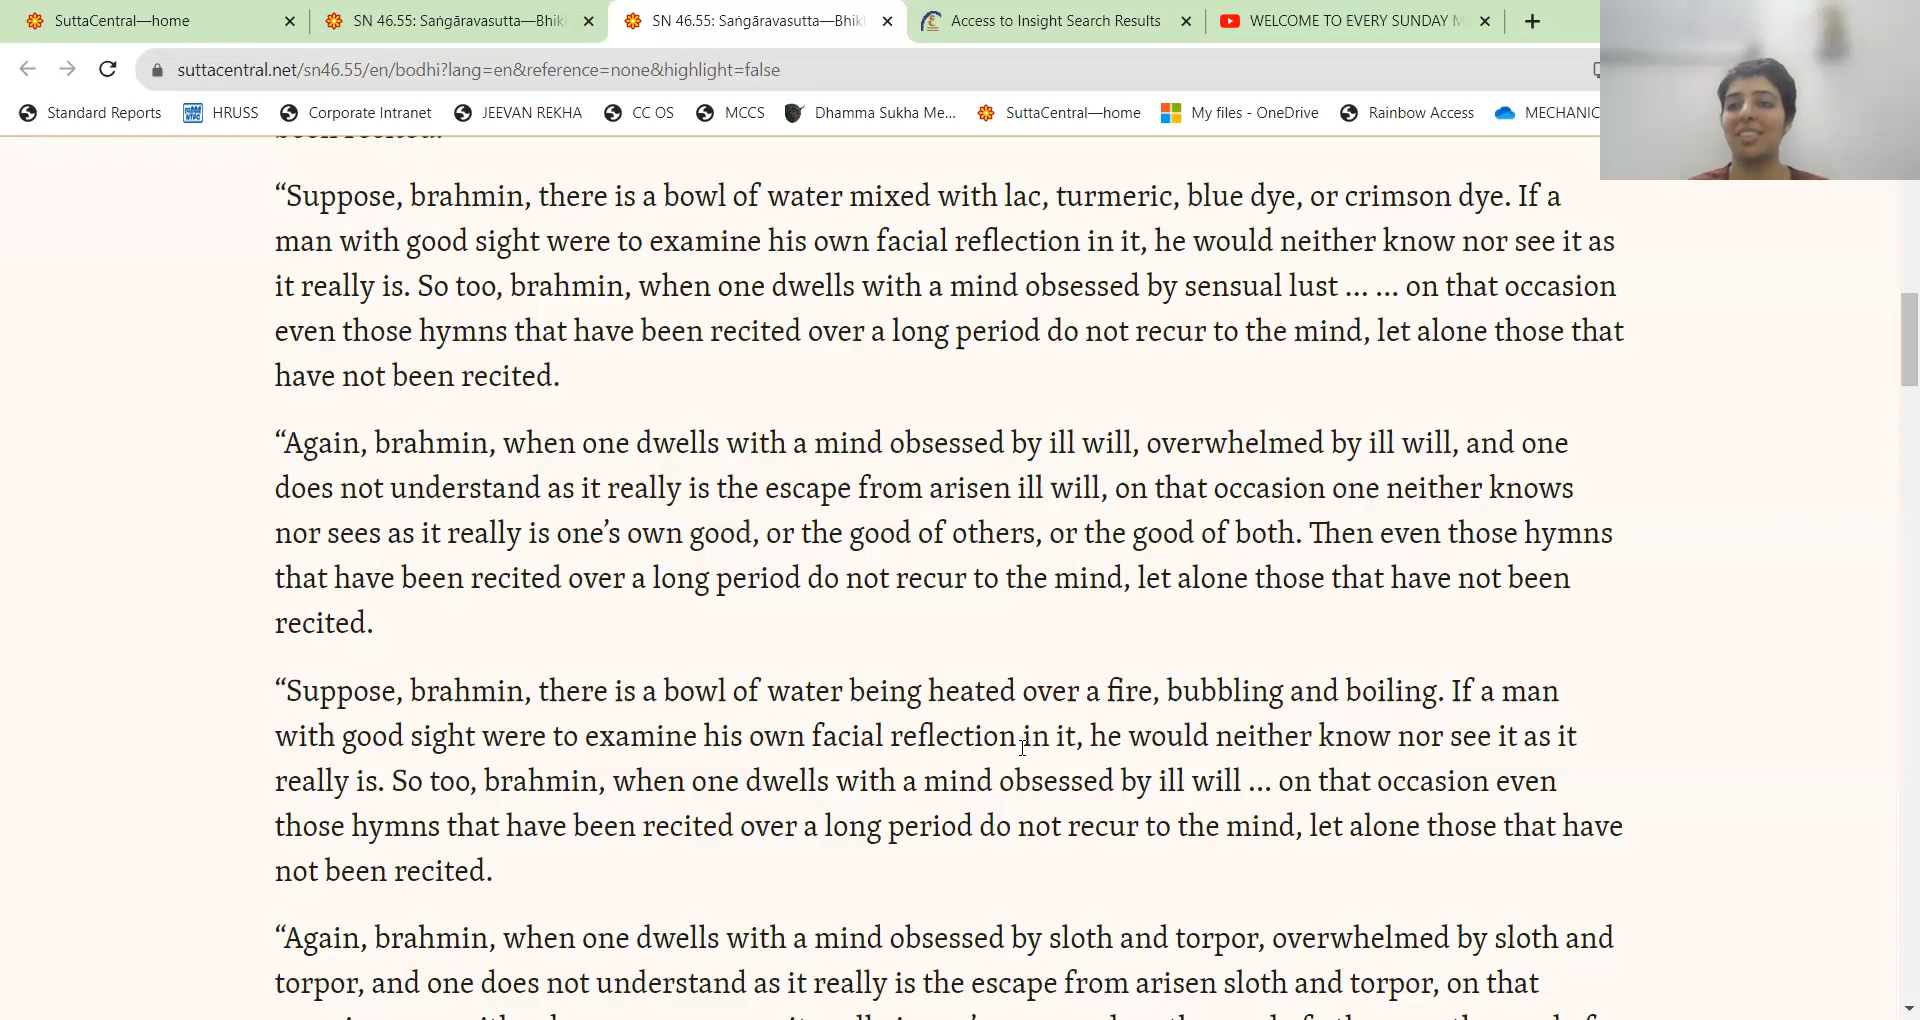 SuttaCentral—home
SN 46.55: Saṅgāravasutta—Bhik
SN 46.55: Saṅgāravasutta—Bhik
Access to Insight Search Results
WELCOME TO EVERY SUNDAY M
suttacentral.net/sn46.55/en/bodhi?lang=en&reference=none&highlight=false
Standard Reports
HRUSS
Corporate Intranet
JEEVAN REKHA
CC OS
MCCS
Dhamma Sukha Me...
SuttaCentral—home
My files - OneDrive
Rainbow Access
MECHANIC
been recited.
“Suppose, brahmin, there is a bowl of water mixed with lac, turmeric, blue dye, or crimson dye. If a
man with good sight were to examine his own facial reflection in it, he would neither know nor see it as
it really is. So too, brahmin, when one dwells with a mind obsessed by sensual lust … … on that occasion
even those hymns that have been recited over a long period do not recur to the mind, let alone those that
have not been recited.
“Again, brahmin, when one dwells with a mind obsessed by ill will, overwhelmed by ill will, and one
does not understand as it really is the escape from arisen ill will, on that occasion one neither knows
nor sees as it really is one’s own good, or the good of others, or the good of both. Then even those hymns
that have been recited over a long period do not recur to the mind, let alone those that have not been
recited.
“Suppose, brahmin, there is a bowl of water being heated over a fire, bubbling and boiling. If a man
with good sight were to examine his own facial reflection in it, he would neither know nor see it as it
really is. So too, brahmin, when one dwells with a mind obsessed by ill will … on that occasion even
those hymns that have been recited over a long period do not recur to the mind, let alone those that have
not been recited.
“Again, brahmin, when one dwells with a mind obsessed by sloth and torpor, overwhelmed by sloth and
torpor, and one does not understand as it really is the escape from arisen sloth and torpor, on that